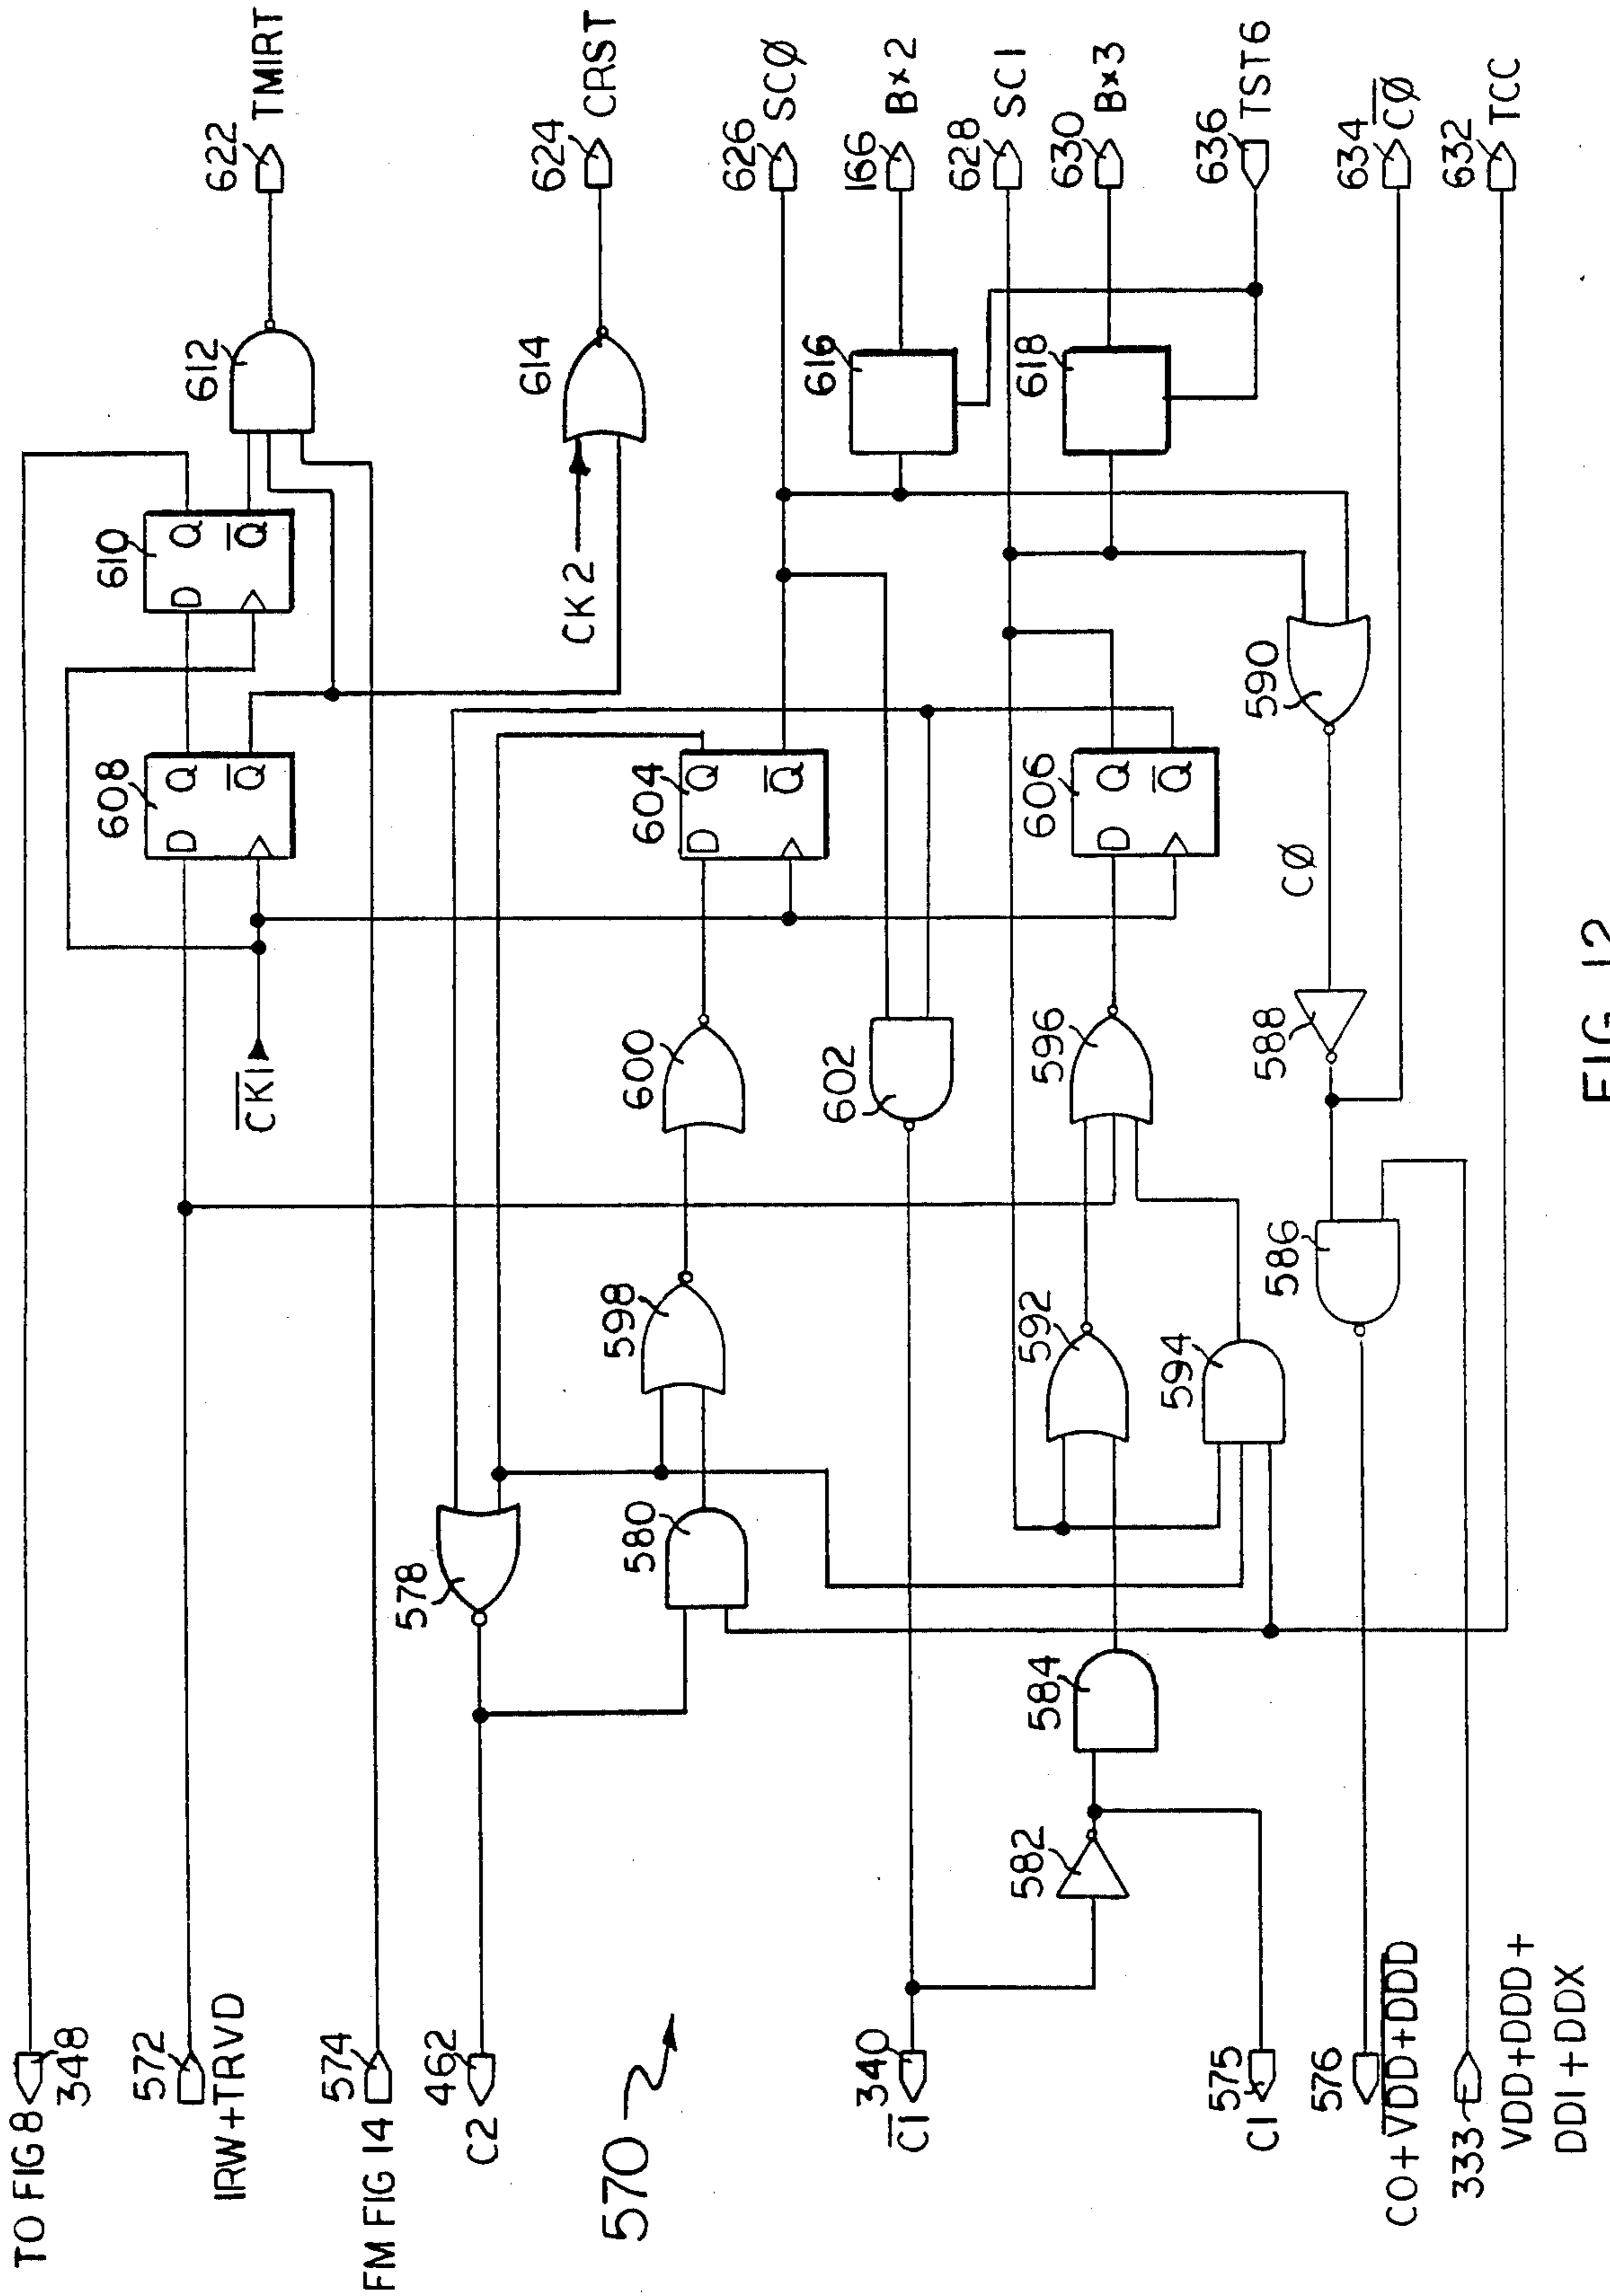 TO FIG 8
348
572
IRW+TRVD
FM FIG 14
574
462
C2
570
340
C1
575
C1
576
CO+VDD+DDD
333
VDD+DDD+
DDI+DDX
578
580
582
584
586
588
590
592
594
596
598
600
602
CK1
608
D Q
Q
610
D Q
Q
612
622
TMIRT
CK2
614
624
CRST
604
D Q
Q
606
D Q
Q
626
SCØ
616
166
B×2
628
SC1
618
630
B×3
636
TST6
CØ
634
CØ
632
TCC
FIG 12